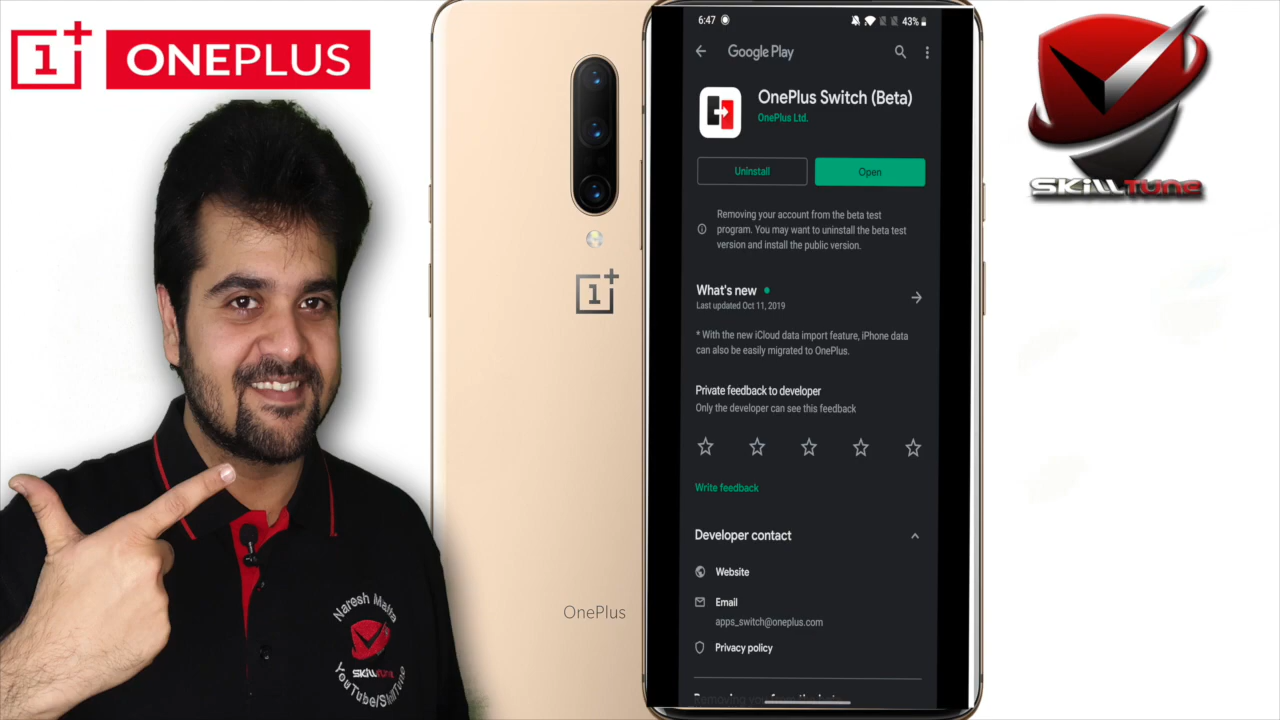 1+ ONEPLUS
6:47
43%
Google Play
OnePlus Switch (Beta)
OnePlus Ltd.
Uninstall
Open
Removing your account from the beta test
program. You may want to uninstall the beta test
version and install the public version.
What's new
Last updated Oct 11, 2019
* With the new iCloud data import feature, iPhone data
can also be easily migrated to OnePlus.
Private feedback to developer
Only the developer can see this feedback
Write feedback
Developer contact
Website
Email
apps_switch@oneplus.com
Privacy policy
1+
OnePlus
SKILLTUNE
Naresh Malta
SKILLTUNE
YouTube/SkillTune